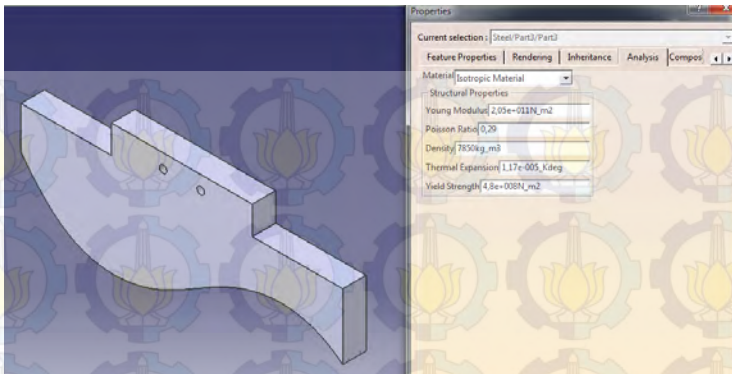 Properties
Current selection : Steel/Part3/Part3
Feature Properties Rendering Inheritance Analysis Compos
Material Isotropic Material
Structural Properties
Young Modulus 2,05e+011N_m2
Poisson Ratio 0,29
Density 7850kg_m3
Thermal Expansion 1,17e-005_Kdeg
Yield Strength 4,8e+008N_m2